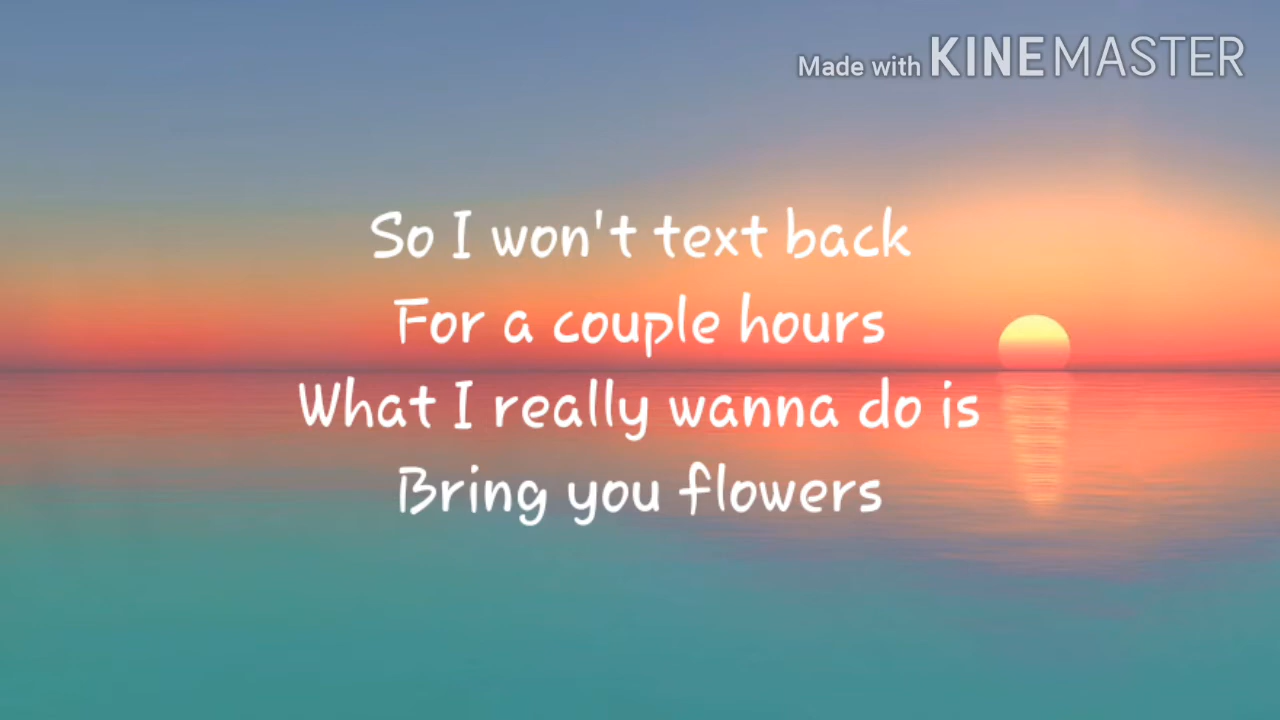 Made with KINEMASTER
So I won't text back
For a couple hours
What I really wanna do is
Bring you flowers